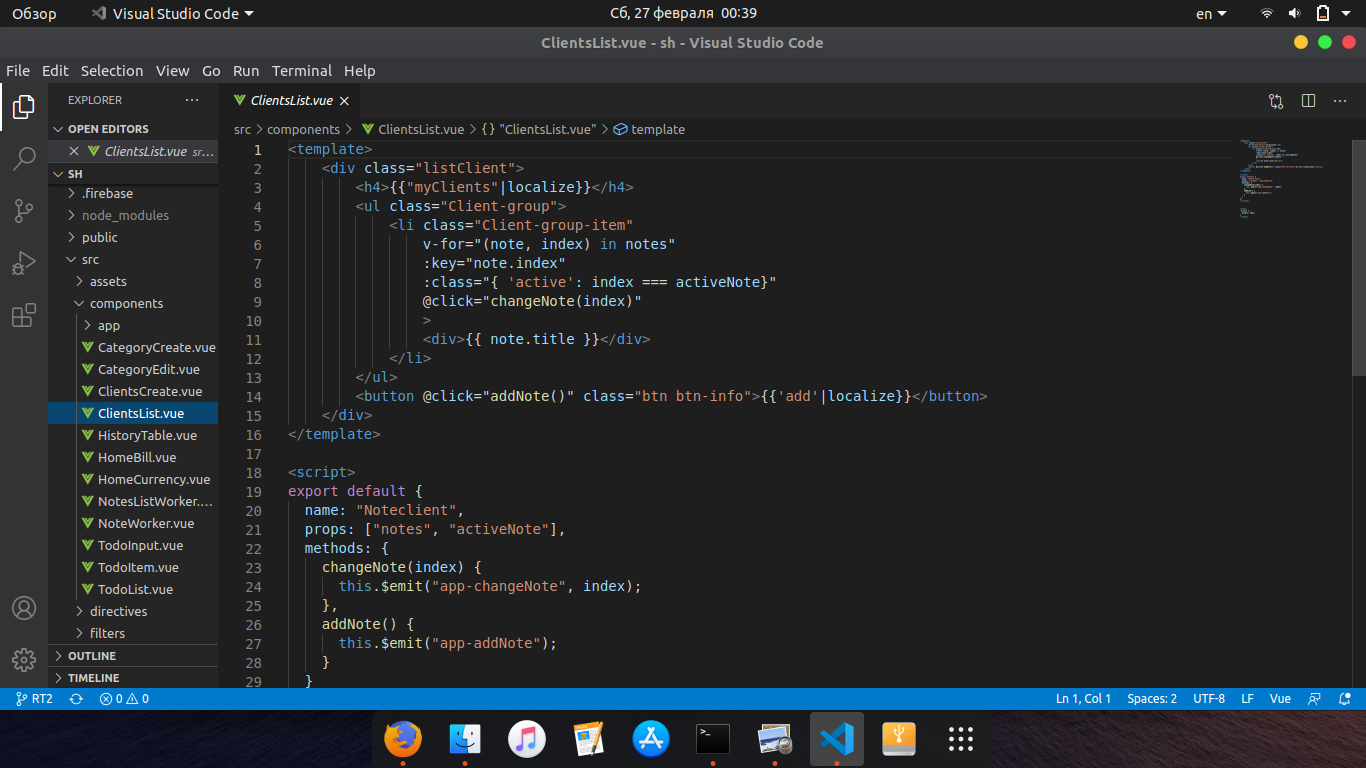 Обзор
Visual Studio Code
Сб, 27 февраля 00:39
en
ClientsList.vue - sh - Visual Studio Code
File Edit Selection View Go Run Terminal Help
EXPLORER
OPEN EDITORS
ClientsList.vue sr...
SH
.firebase
node_modules
public
src
assets
components
app
CategoryCreate.vue
CategoryEdit.vue
ClientsCreate.vue
ClientsList.vue
HistoryTable.vue
HomeBill.vue
HomeCurrency.vue
NotesListWorker....
NoteWorker.vue
TodoInput.vue
TodoItem.vue
TodoList.vue
directives
filters
OUTLINE
TIMELINE
ClientsList.vue
src > components > ClientsList.vue > {} "ClientsList.vue" > template
1 <template>
2 <div class="listClient">
3 <h4>{{"myClients"|localize}}</h4>
4 <ul class="Client-group">
5 <li class="Client-group-item"
6 v-for="(note, index) in notes"
7 :key="note.index"
8 :class="{ 'active': index === activeNote}"
9 @click="changeNote(index)"
10 >
11 <div>{{ note.title }}</div>
12 </li>
13 </ul>
14 <button @click="addNote()" class="btn btn-info">{{'add'|localize}}</button>
15 </div>
16 </template>
17
18 <script>
19 export default {
20 name: "Noteclient",
21 props: ["notes", "activeNote"],
22 methods: {
23 changeNote(index) {
24 this.$emit("app-changeNote", index);
25 },
26 addNote() {
27 this.$emit("app-addNote");
28 }
29 }
RT2
0 0
Ln 1, Col 1
Spaces: 2
UTF-8
LF
Vue